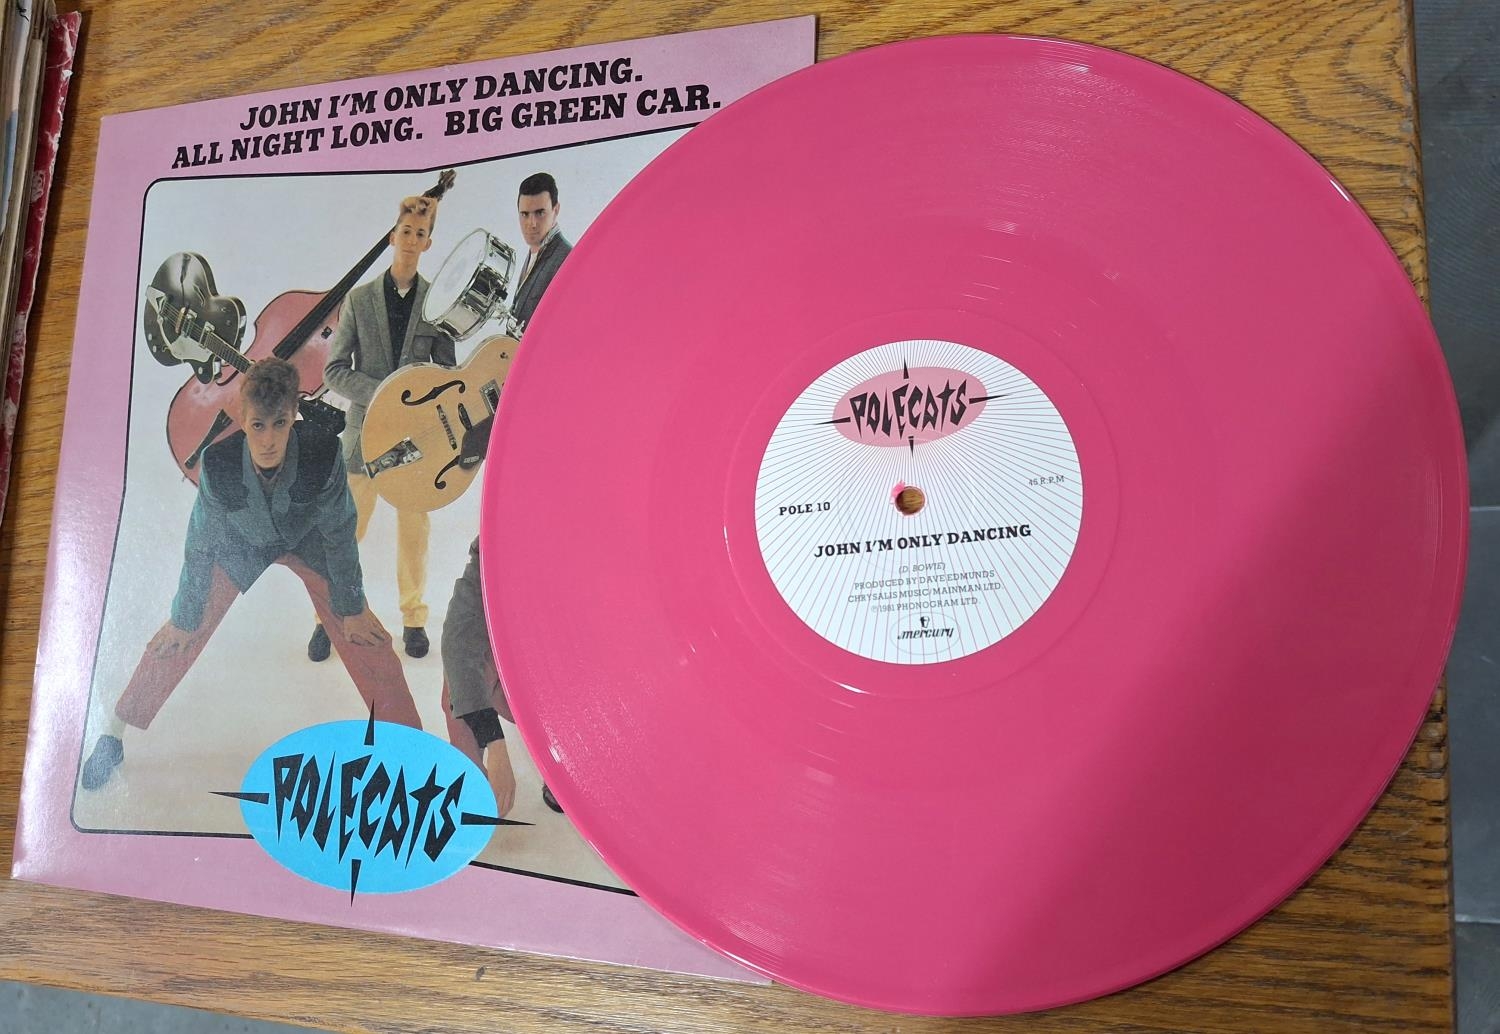 JOHN I'M ONLY DANCING.
ALL NIGHT LONG. BIG GREEN CAR.
POLECATS
POLECATS
POLE 10
45 R.P.M
JOHN I'M ONLY DANCING
(D. BOWIE)
PRODUCED BY DAVE EDMUNDS
CHRYSALIS MUSIC/MAINMAN LTD.
℗ 1981 PHONOGRAM LTD.
mercury